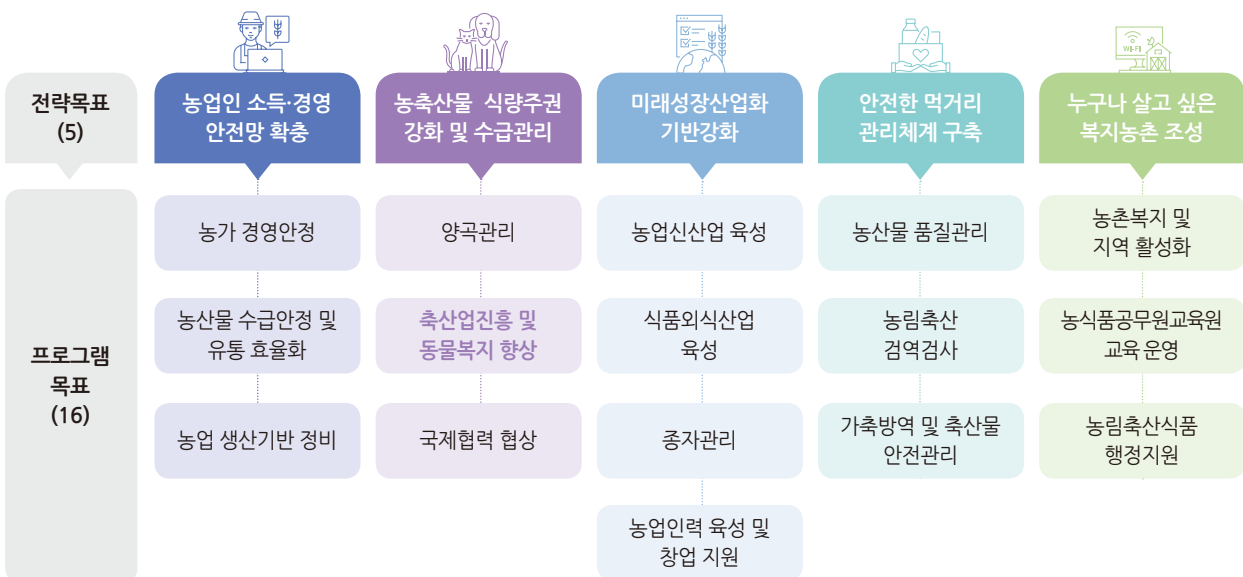 WI-FI
전략목표
(5)
농업인 소득·경영
안전망 확충
농축산물 식량주권
강화 및 수급관리
미래성장산업화
기반강화
안전한 먹거리
관리체계 구축
누구나 살고 싶은
복지농촌 조성
프로그램
목표
(16)
농가 경영안정
양곡관리
농업신산업 육성
농산물 품질관리
농촌복지 및
지역 활성화
농산물 수급안정 및
유통 효율화
축산업진흥 및
동물복지 향상
식품외식산업
육성
농림축산
검역검사
농식품공무원교육원
교육 운영
농업 생산기반 정비
국제협력 협상
종자관리
가축방역 및 축산물
안전관리
농림축산식품
행정지원
농업인력 육성 및
창업 지원